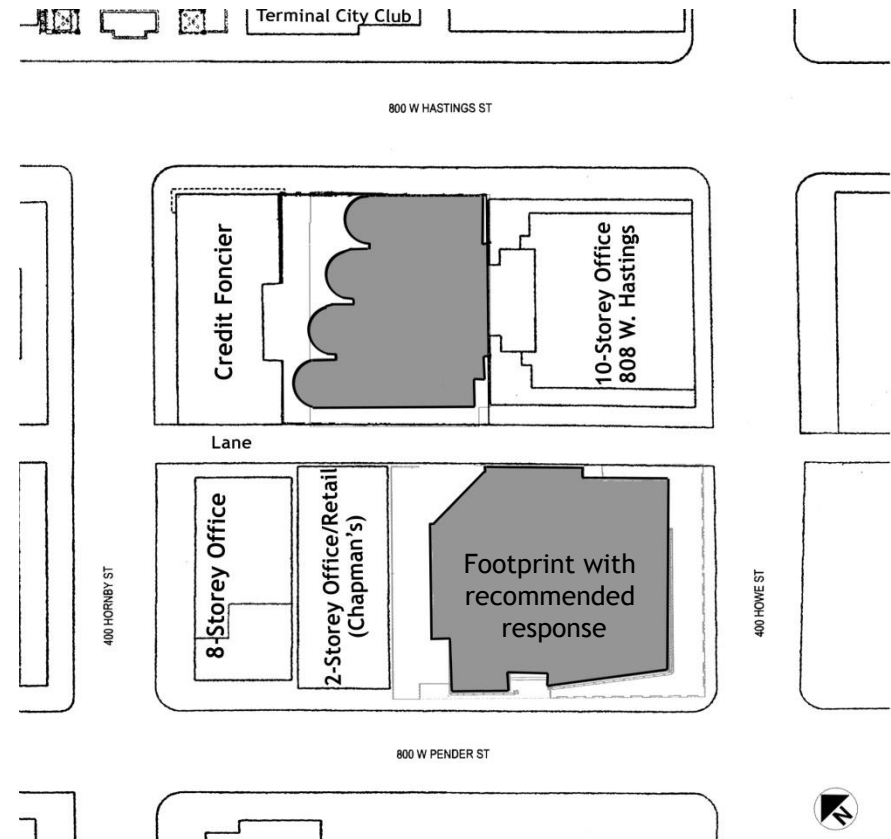 Terminal City Club
800 W HASTINGS ST
Credit Foncier
10-Storey Office
808 W. Hastings
Lane
8-Storey Office
2-Storey Office/Retail
(Chapman's)
Footprint with
recommended
response
400 HORNBY ST
400 HOWE ST
800 W PENDER ST
N